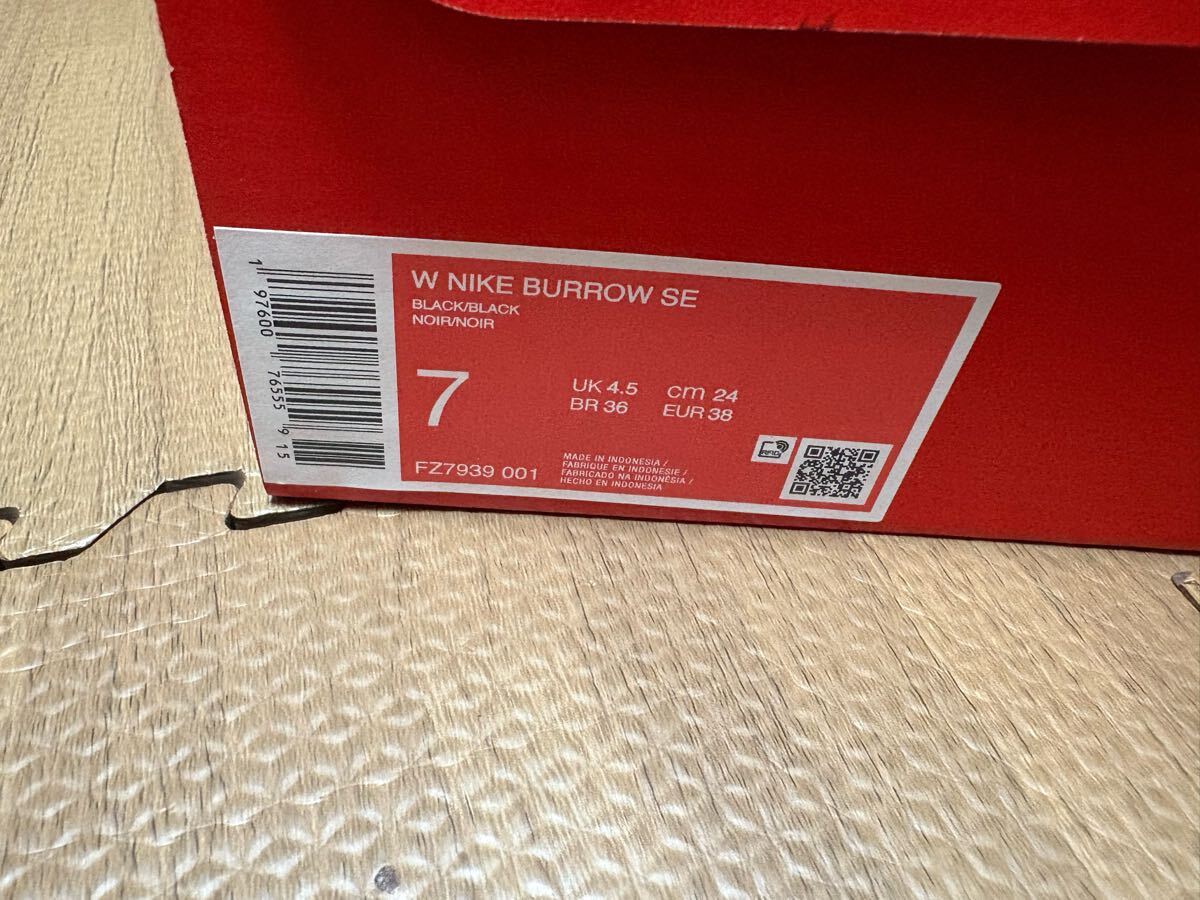 W NIKE BURROW SE
BLACK/BLACK
NOIR/NOIR
7
UK 4.5 cm 24
BR 36 EUR 38
FZ7939 001
MADE IN INDONESIA /
FABRIQUE EN INDONESIE /
FABRICADO NA INDONÉSIA /
HECHO EN INDONESIA
RFID
1 97600 76555 9 15